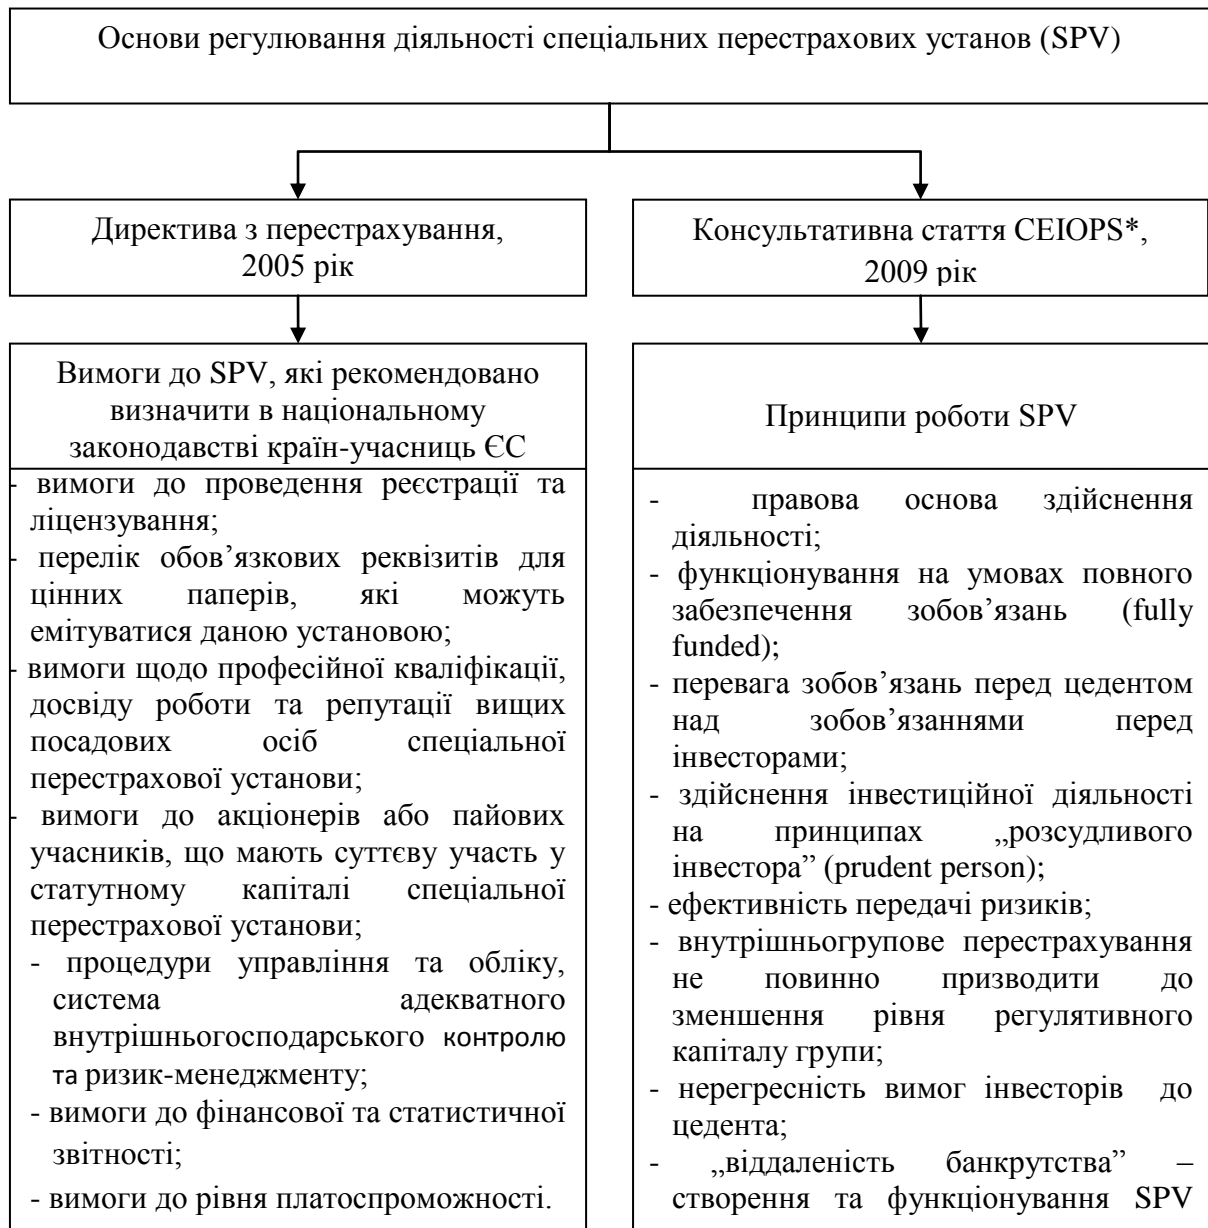 Основи регулювання діяльності спеціальних перестрахових установ (SPV)
Директива з перестрахування,
2005 рік
Консультативна стаття CEIOPS*,
2009 рік
Вимоги до SPV, які рекомендовано
визначити в національному
законодавстві країн-учасниць ЄС
- вимоги до проведення реєстрації та
ліцензування;
- перелік обов’язкових реквізитів для
цінних паперів, які можуть
емітуватися даною установою;
- вимоги щодо професійної кваліфікації,
досвіду роботи та репутації вищих
посадових осіб спеціальної
перестрахової установи;
- вимоги до акціонерів або пайових
учасників, що мають суттєву участь у
статутному капіталі спеціальної
перестрахової установи;
- процедури управління та обліку,
система адекватного
внутрішньогосподарського контролю
та ризик-менеджменту;
- вимоги до фінансової та статистичної
звітності;
- вимоги до рівня платоспроможності.
Принципи роботи SPV
- правова основа здійснення
діяльності;
- функціонування на умовах повного
забезпечення зобов’язань (fully
funded);
- перевага зобов’язань перед цедентом
над зобов’язаннями перед
інвесторами;
- здійснення інвестиційної діяльності
на принципах „розсудливого
інвестора” (prudent person);
- ефективність передачі ризиків;
- внутрішньогрупове перестрахування
не повинно призводити до
зменшення рівня регулятивного
капіталу групи;
- нерегресність вимог інвесторів до
цедента;
- „віддаленість банкрутства” –
створення та функціонування SPV